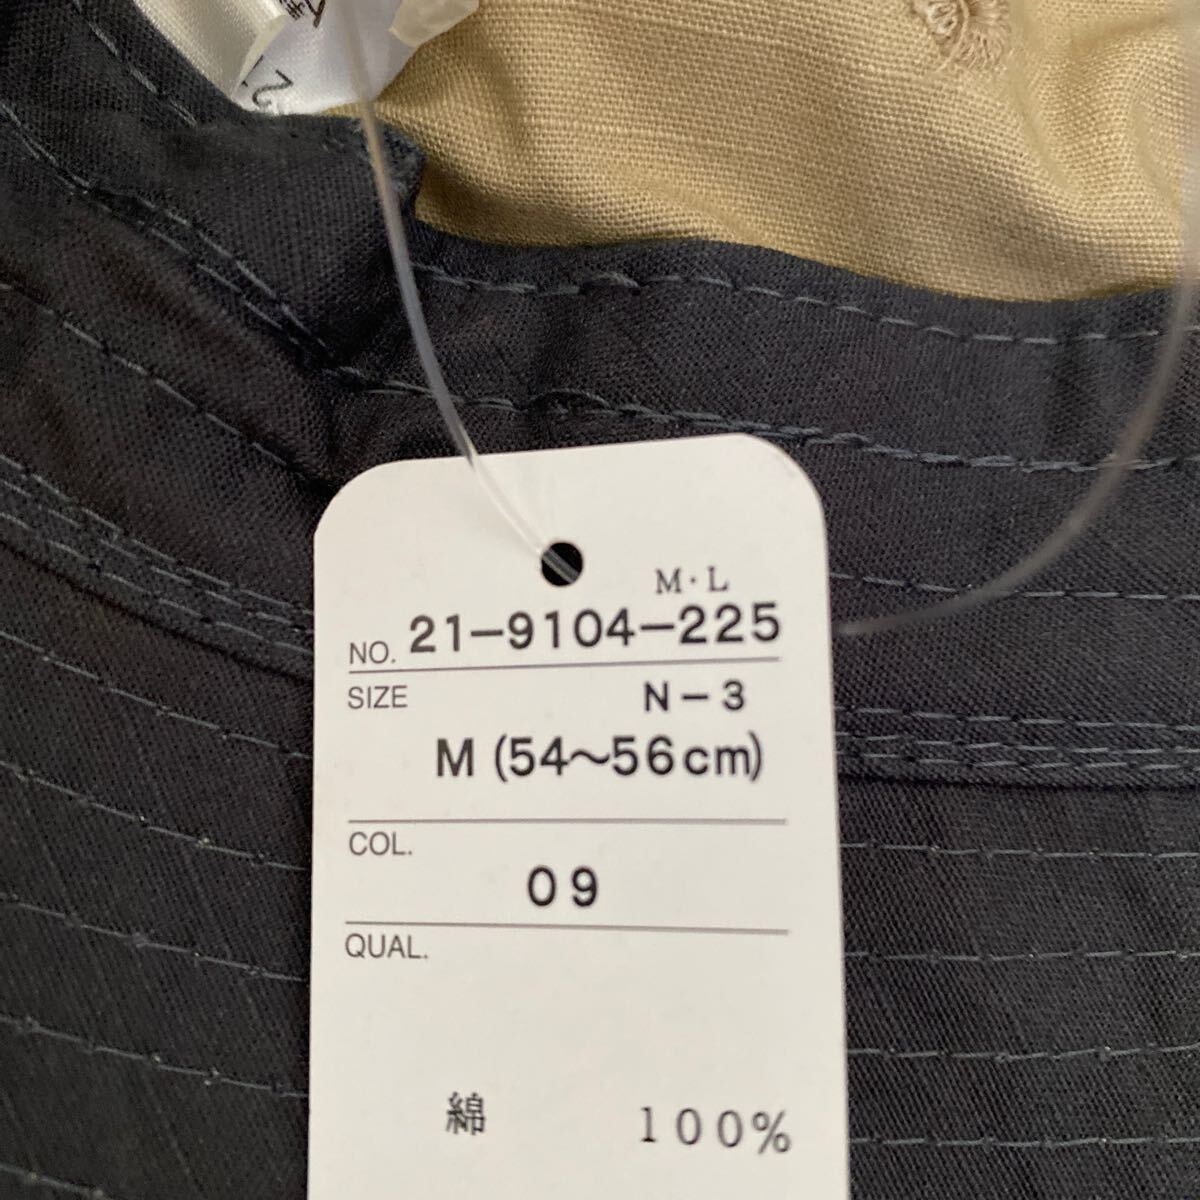 M・L
NO. 21-9104-225
SIZE N-3
M (54〜56cm)
COL.
09
QUAL.
綿 100%